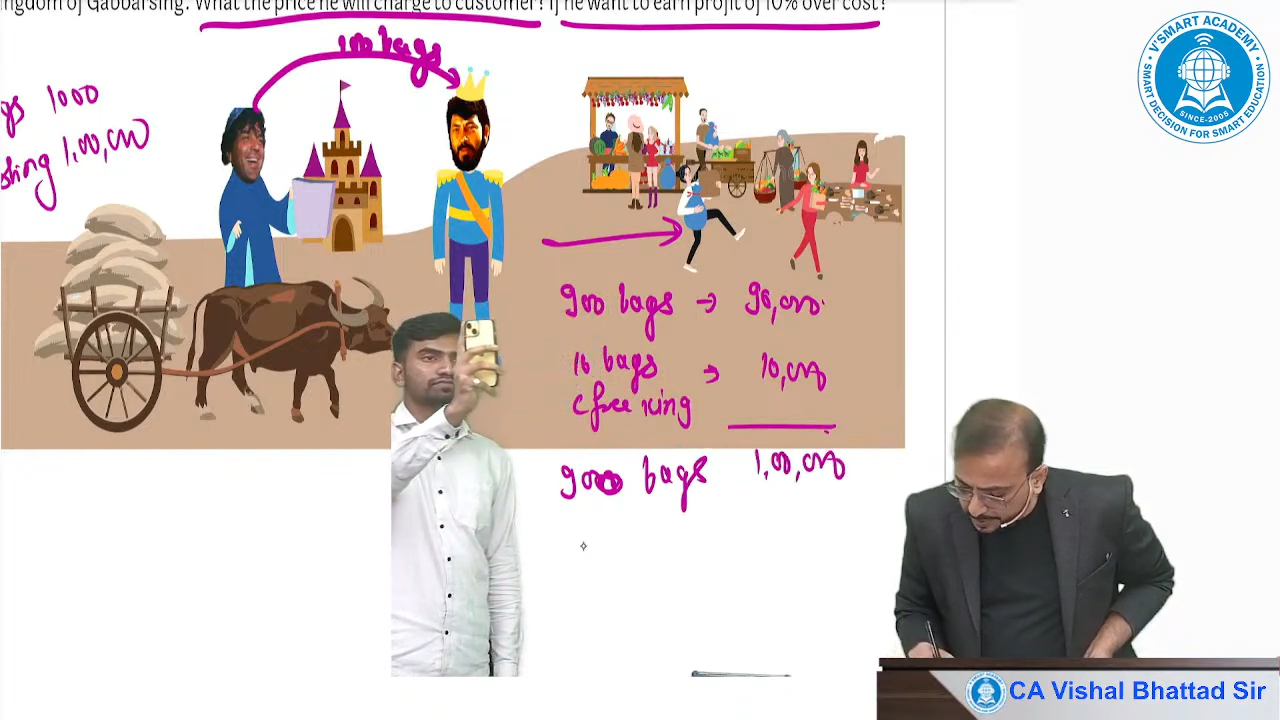 ngdom of Gabbarsing. What the price he will charge to customer? If he want to earn profit of 10% over cost?
100 bags
gs 1000
sting 1,00,000
V'SMART ACADEMY
SMART DECISION FOR SMART EDUCATION
SINCE-2006
900 bags → 90,000
10 bags → 10,000
(free king
900 bags 1,00,000
CA Vishal Bhattad Sir